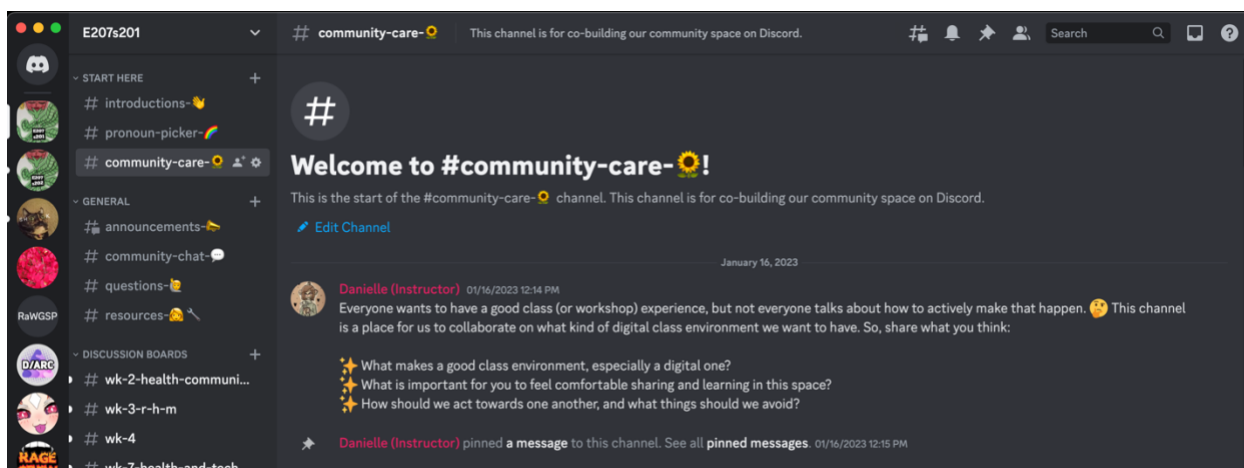 E207s201
community-care-🌻
This channel is for co-building our community space on Discord.
Search
START HERE
introductions-👋
pronoun-picker-🌈
community-care-🌻
GENERAL
announcements-📣
community-chat-💬
questions-🙋
resources-🔧
DISCUSSION BOARDS
wk-2-health-communi...
wk-3-r-h-m
wk-4
wk-7-health-and-tech
RaWGSP
D/ARC
RAGE
#
Welcome to #community-care-🌻!
This is the start of the #community-care-🌻 channel. This channel is for co-building our community space on Discord.
Edit Channel
January 16, 2023
Danielle (Instructor) 01/16/2023 12:14 PM
Everyone wants to have a good class (or workshop) experience, but not everyone talks about how to actively make that happen. 🤔 This channel
is a place for us to collaborate on what kind of digital class environment we want to have. So, share what you think:
✨ What makes a good class environment, especially a digital one?
✨ What is important for you to feel comfortable sharing and learning in this space?
✨ How should we act towards one another, and what things should we avoid?
Danielle (Instructor) pinned a message to this channel. See all pinned messages. 01/16/2023 12:15 PM